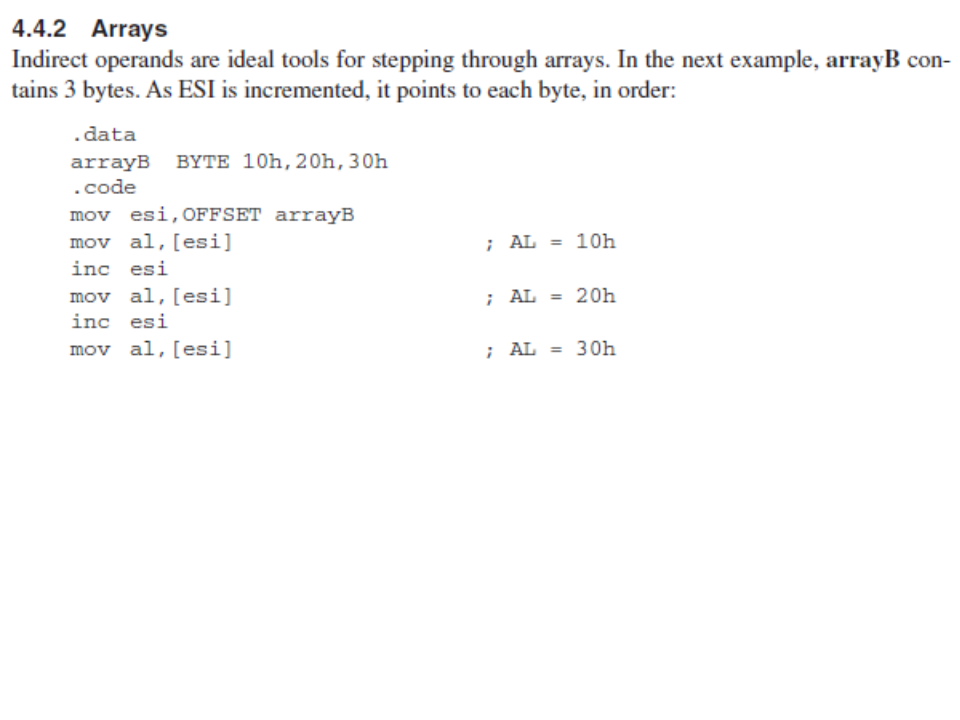 4.4.2 Arrays
Indirect operands are ideal tools for stepping through arrays. In the next example, arrayB con-
tains 3 bytes. As ESI is incremented, it points to each byte, in order:
.data
arrayB BYTE 10h,20h,30h
.code
mov esi,OFFSET arrayB
mov al,[esi] ; AL = 10h
inc esi
mov al,[esi] ; AL = 20h
inc esi
mov al,[esi] ; AL = 30h